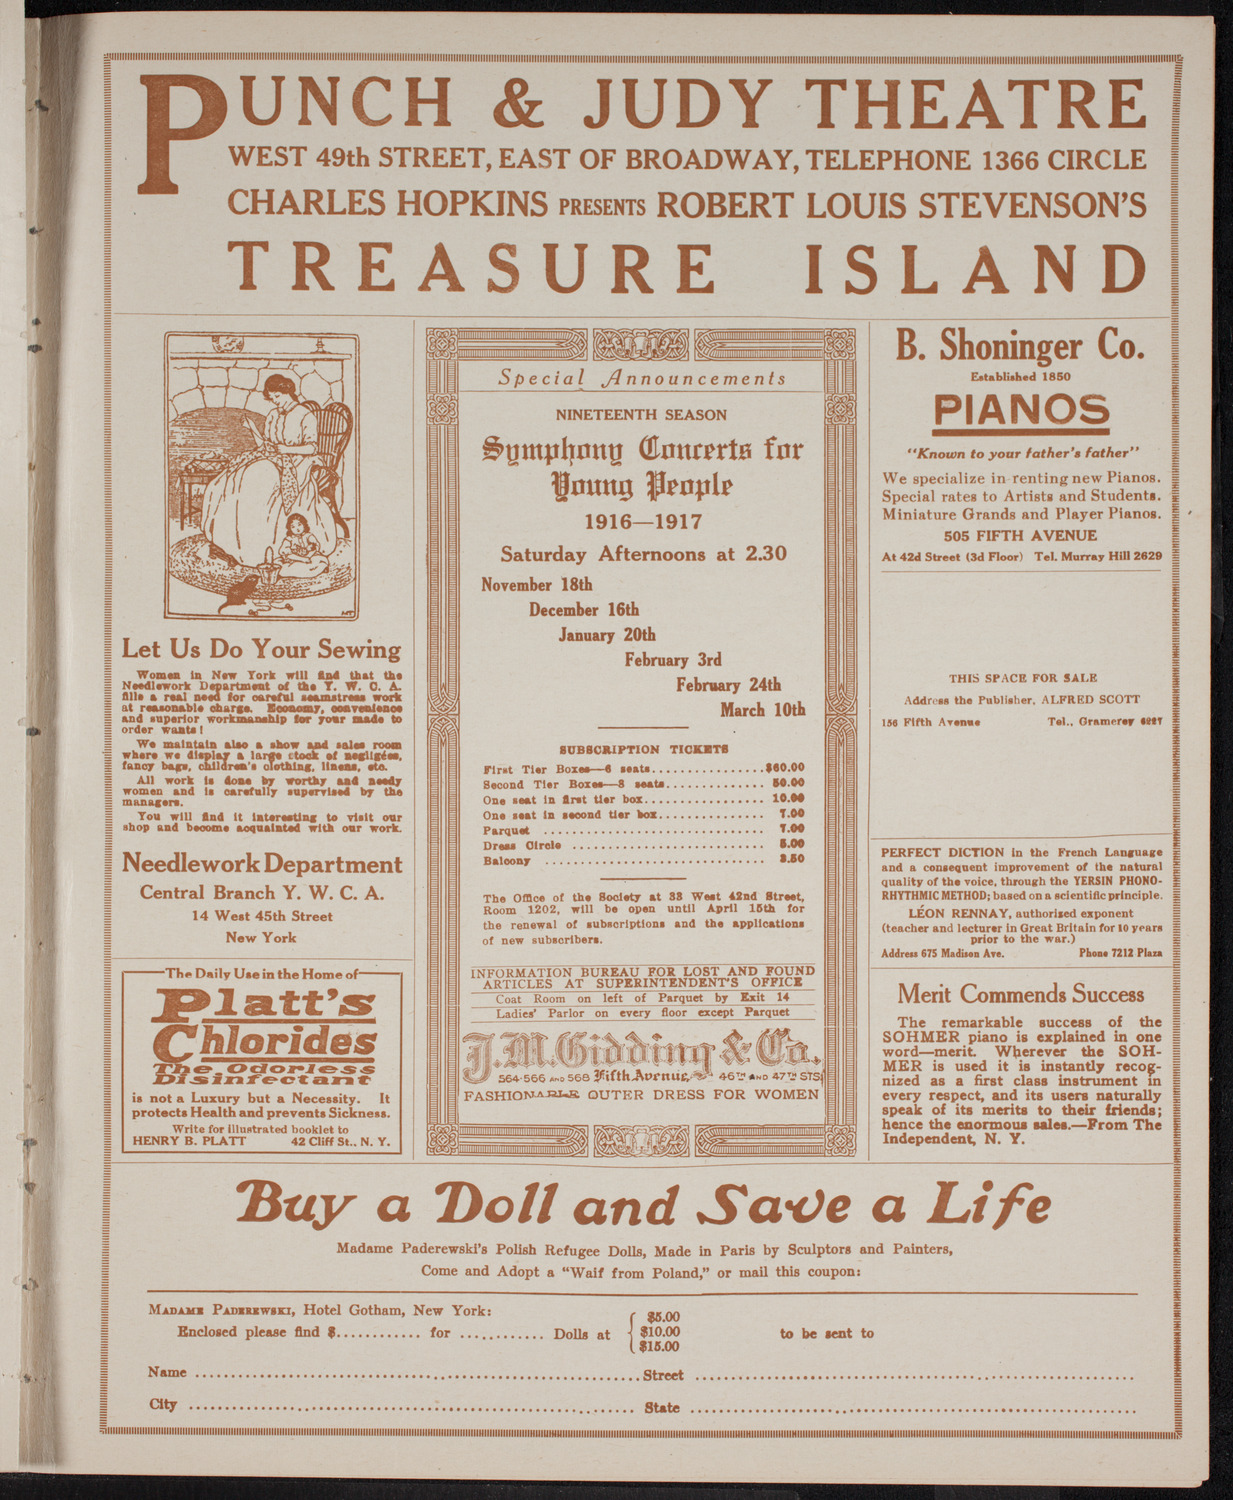 PUNCH & JUDY THEATRE
WEST 49th STREET, EAST OF BROADWAY, TELEPHONE 1366 CIRCLE
CHARLES HOPKINS PRESENTS ROBERT LOUIS STEVENSON'S
TREASURE ISLAND
Let Us Do Your Sewing
Women in New York will find that the
Needlework Department of the Y. W. C. A.
fills a real need for careful seamstress work
at reasonable charge. Economy, convenience
and superior workmanship for your made to
order wants!
We maintain also a show and sales room
where we display a large stock of negligées,
fancy bags, children's clothing, linens, etc.
All work is done by worthy and needy
women and is carefully supervised by the
managers.
You will find it interesting to visit our
shop and become acquainted with our work.
Needlework Department
Central Branch Y. W. C. A.
14 West 45th Street
New York
The Daily Use in the Home of
Platt's
Chlorides
The Odorless
Disinfectant
is not a Luxury but a Necessity. It
protects Health and prevents Sickness.
Write for illustrated booklet to
HENRY B. PLATT 42 Cliff St., N. Y.
Special Announcements
NINETEENTH SEASON
Symphony Concerts for
Young People
1916—1917
Saturday Afternoons at 2.30
November 18th
December 16th
January 20th
February 3rd
February 24th
March 10th
SUBSCRIPTION TICKETS
First Tier Boxes—6 seats................$60.00
Second Tier Boxes—8 seats.............. 50.00
One seat in first tier box................. 10.00
One seat in second tier box............... 7.00
Parquet ................................ 7.00
Dress Circle ............................ 5.00
Balcony ................................ 3.50
The Office of the Society at 33 West 42nd Street,
Room 1202, will be open until April 15th for
the renewal of subscriptions and the applications
of new subscribers.
INFORMATION BUREAU FOR LOST AND FOUND
ARTICLES AT SUPERINTENDENT'S OFFICE
Coat Room on left of Parquet by Exit 14
Ladies' Parlor on every floor except Parquet
J. M. Gidding & Co.
564-566 AND 568 Fifth Avenue, 46TH AND 47TH STS
FASHIONABLE OUTER DRESS FOR WOMEN
B. Shoninger Co.
Established 1850
PIANOS
"Known to your father's father"
We specialize in renting new Pianos.
Special rates to Artists and Students.
Miniature Grands and Player Pianos.
505 FIFTH AVENUE
At 42d Street (3d Floor) Tel. Murray Hill 2629
THIS SPACE FOR SALE
Address the Publisher, ALFRED SCOTT
156 Fifth Avenue Tel., Gramercy
PERFECT DICTION in the French Language
and a consequent improvement of the natural
quality of the voice, through the YERSIN PHONO-
RHYTHMIC METHOD; based on a scientific principle.
LÉON RENNAY, authorized exponent
(teacher and lecturer in Great Britain for 10 years
prior to the war.)
Address 675 Madison Ave. Phone 7212 Plaza
Merit Commends Success
The remarkable success of the
SOHMER piano is explained in one
word—merit. Wherever the SOH-
MER is used it is instantly recog-
nized as a first class instrument in
every respect, and its users naturally
speak of its merits to their friends;
hence the enormous sales.—From The
Independent, N. Y.
Buy a Doll and Save a Life
Madame Paderewski's Polish Refugee Dolls, Made in Paris by Sculptors and Painters,
Come and Adopt a "Waif from Poland," or mail this coupon:
MADAME PADEREWSKI, Hotel Gotham, New York:
Enclosed please find $............ for ............ Dolls at { $5.00 $10.00 $15.00 to be sent to
Name ........................................................ Street ........................................................
City ........................................................ State ........................................................